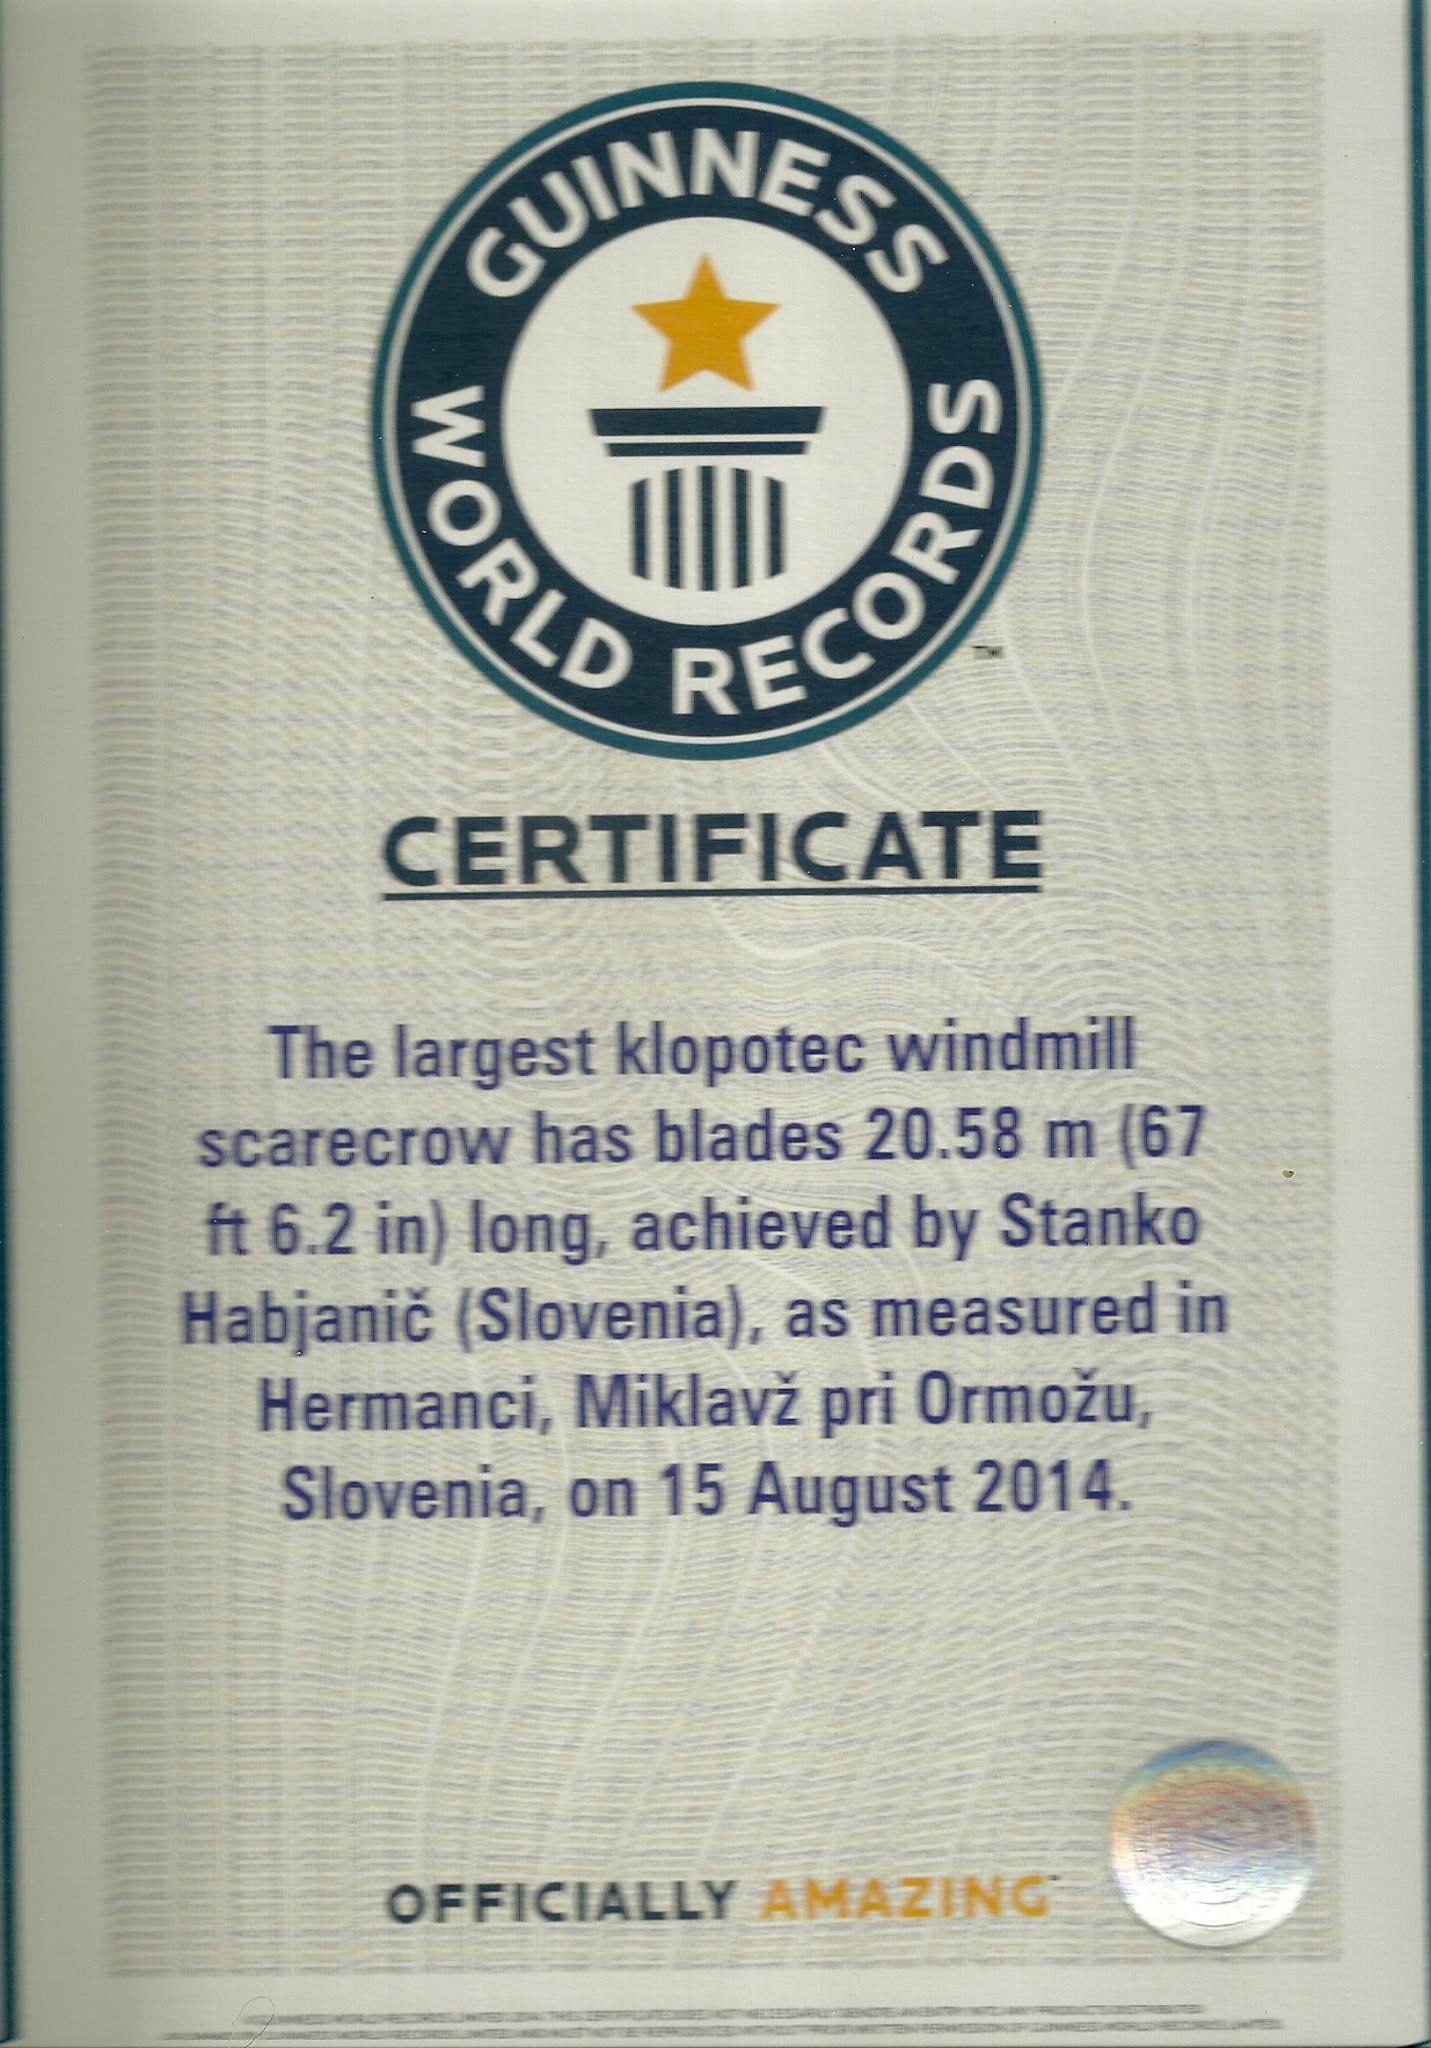 GUINNESS
WORLD RECORDS
TM
CERTIFICATE
The largest klopotec windmill
scarecrow has blades 20.58 m (67
ft 6.2 in) long, achieved by Stanko
Habjanič (Slovenia), as measured in
Hermanci, Miklavž pri Ormožu,
Slovenia, on 15 August 2014.
OFFICIALLY AMAZING